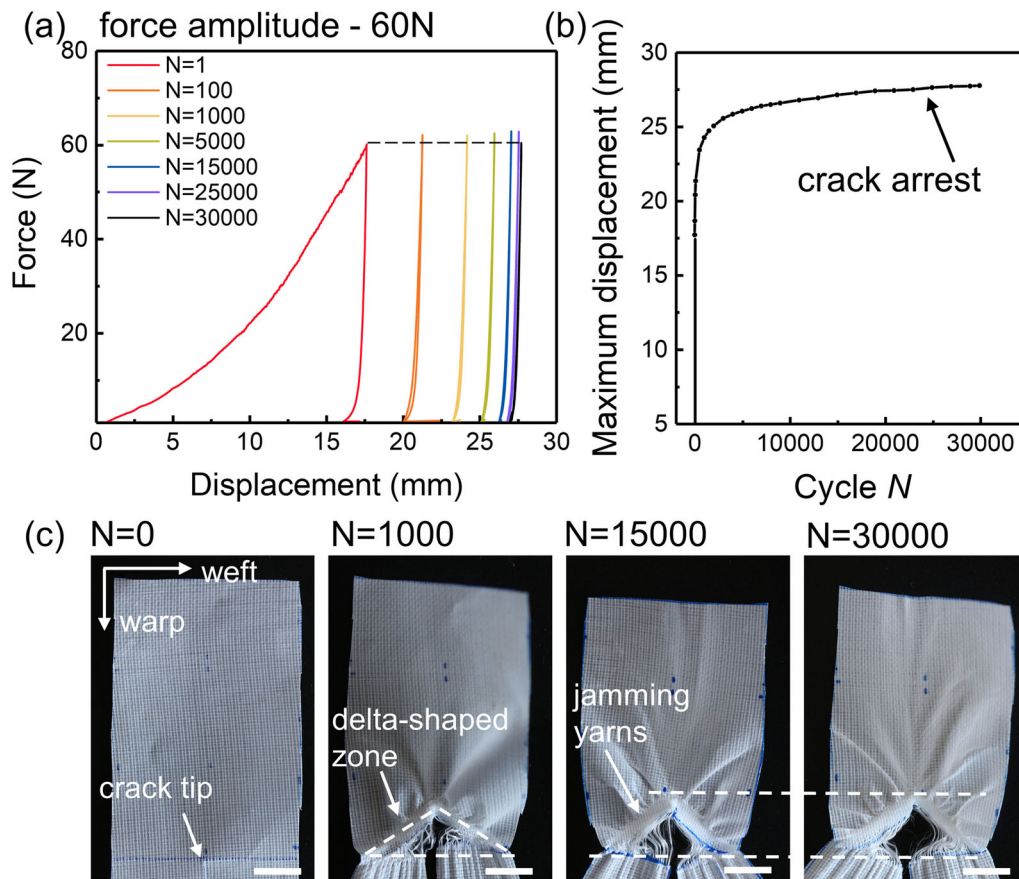 (a) force amplitude - 60N
80
60
40
20
Force (N)
N=1
N=100
N=1000
N=5000
N=15000
N=25000
N=30000
0 5 10 15 20 25 30
Displacement (mm)
(b)
30
25
20
15
10
5
Maximum displacement (mm)
crack arrest
0 10000 20000 30000
Cycle N
(c) N=0 N=1000 N=15000 N=30000
weft
warp
crack tip
delta-shaped
zone
jamming
yarns